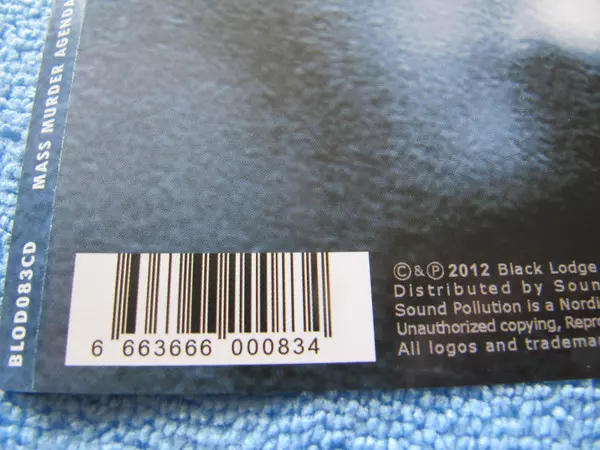 BLOD083CD MASS MURDER AGENDA
6 663666 000834
©&℗ 2012 Black Lodge
Distributed by Soun
Sound Pollution is a Nordi
Unauthorized copying, Repro
All logos and tradema